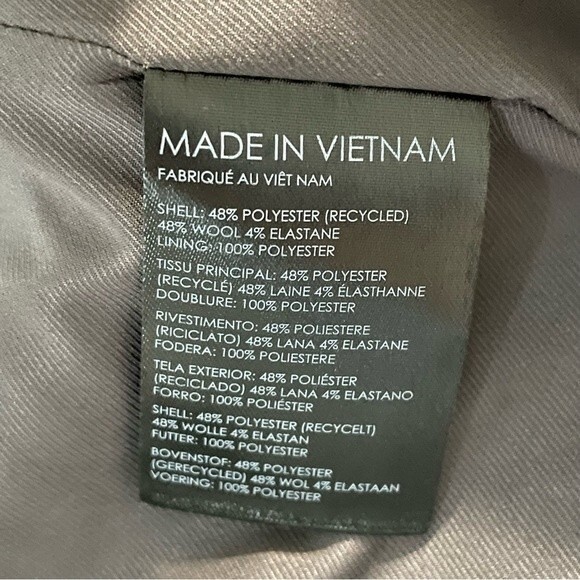 MADE IN VIETNAM
FABRIQUÉ AU VIÊT NAM
SHELL: 48% POLYESTER (RECYCLED)
48% WOOL 4% ELASTANE
LINING: 100% POLYESTER
TISSU PRINCIPAL: 48% POLYESTER
(RECYCLÉ) 48% LAINE 4% ÉLASTHANNE
DOUBLURE: 100% POLYESTER
RIVESTIMENTO: 48% POLIESTERE
(RICICLATO) 48% LANA 4% ELASTANE
FODERA: 100% POLIESTERE
TELA EXTERIOR: 48% POLIÉSTER
(RECICLADO) 48% LANA 4% ELASTANO
FORRO: 100% POLIÉSTER
SHELL: 48% POLYESTER (RECYCELT)
48% WOLLE 4% ELASTAN
FUTTER: 100% POLYESTER
BOVENSTOF: 48% POLYESTER
(GERECYCLED) 48% WOL 4% ELASTAAN
VOERING: 100% POLYESTER